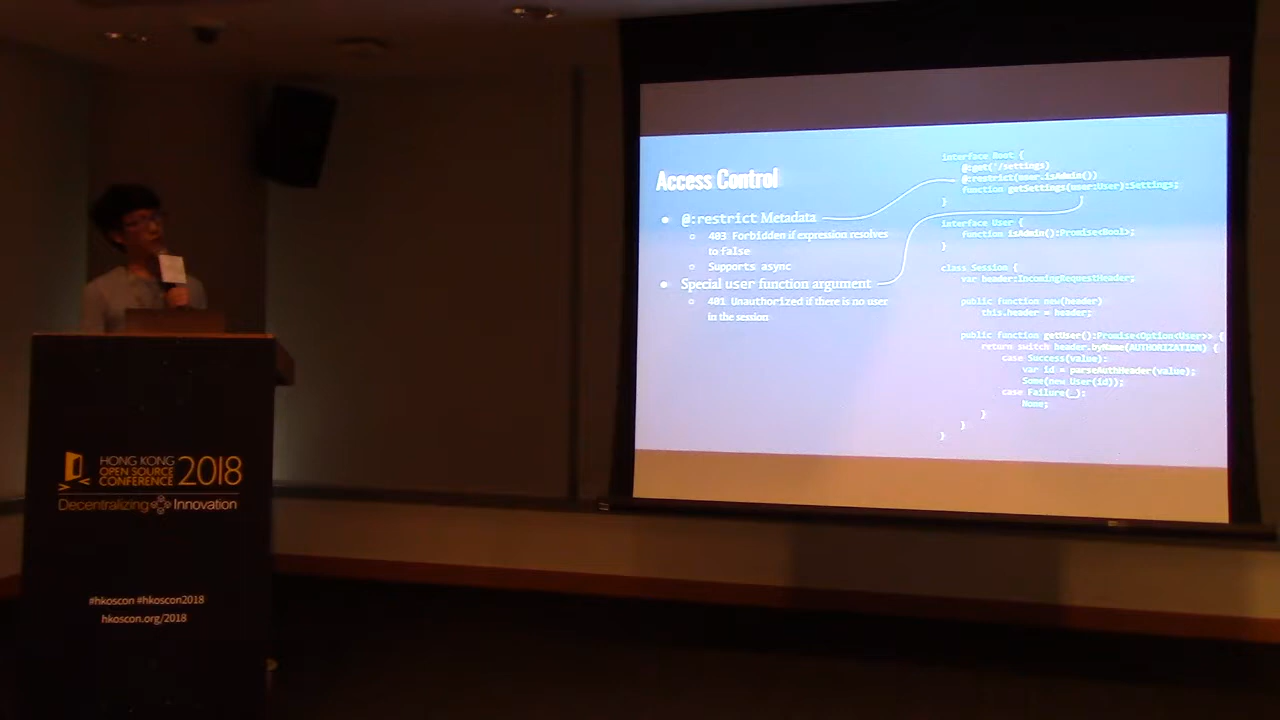 Access Control
@:restrict Metadata
403 Forbidden if expression resolves
to false
Supports async
Special user function argument
401 Unauthorized if there is no user
in the session
interface Root {
@:get('/settings)
@:restrict(user.isAdmin())
function getSettings(user:User):Settings;
}
interface User {
function isAdmin():Promise<Bool>;
}
class Session {
var header:IncomingRequestHeader;
public function new(header)
this.header = header;
public function getUser():Promise<Option<User>> {
return switch header.byName(AUTHORIZATION) {
case Success(value):
var id = parseAuthHeader(value);
Some(new User(id));
case Failure(_):
None;
}
}
}
HONG KONG
OPEN SOURCE
CONFERENCE 2018
Decentralizing Innovation
#hkoscon #hkoscon2018
hkoscon.org/2018